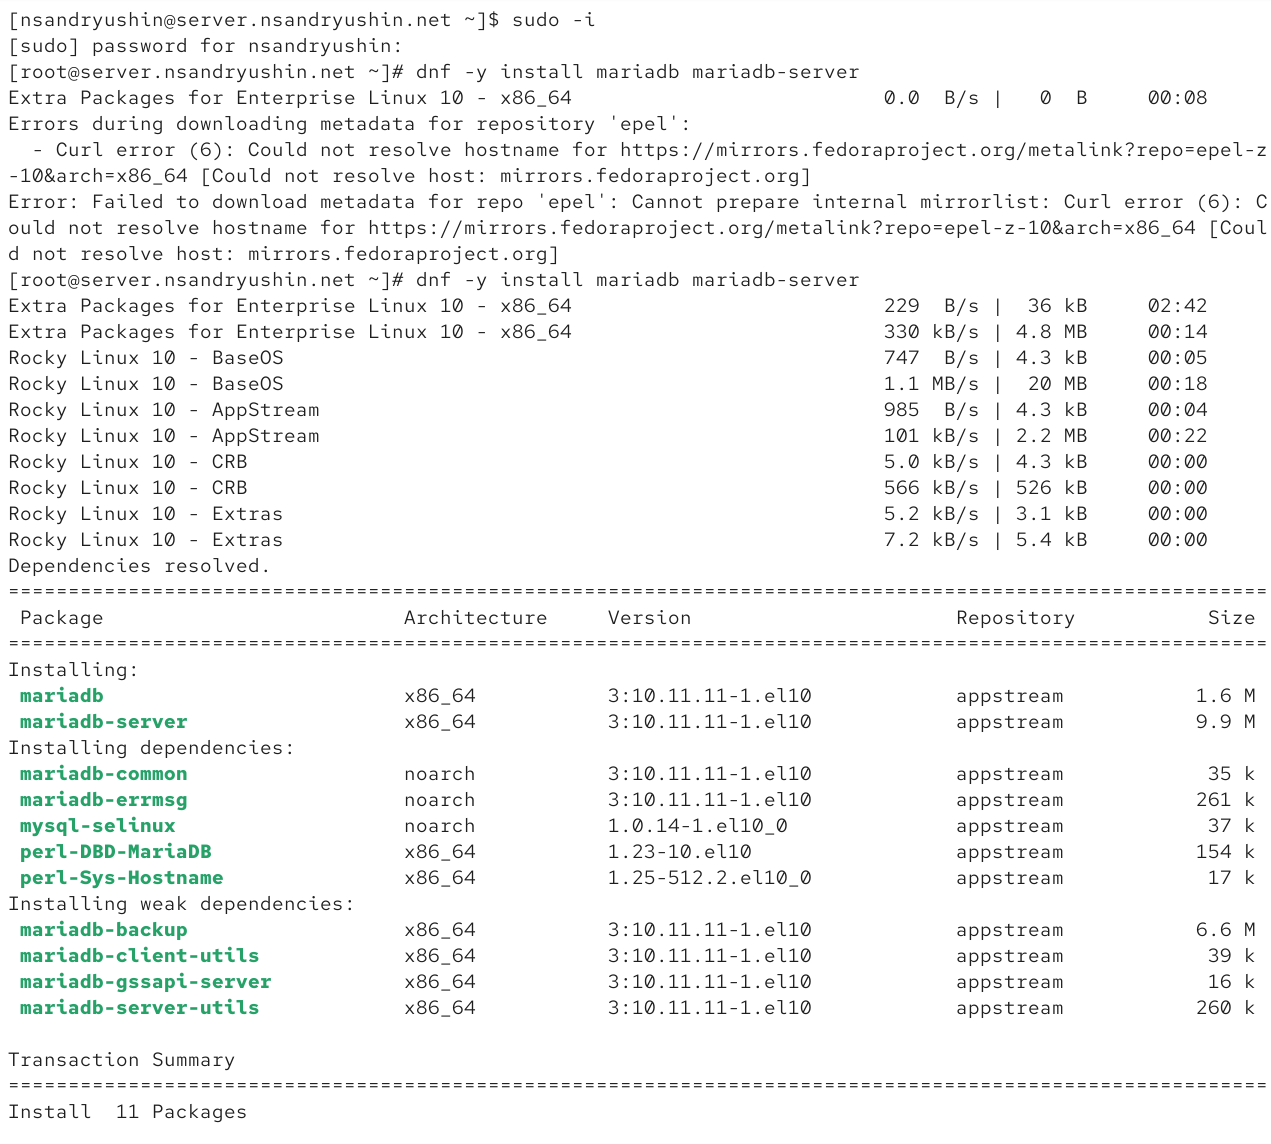 [nsandryushin@server.nsandryushin.net ~]$ sudo -i
[sudo] password for nsandryushin:
[root@server.nsandryushin.net ~]# dnf -y install mariadb mariadb-server
Extra Packages for Enterprise Linux 10 - x86_64                          0.0  B/s |   0  B     00:08
Errors during downloading metadata for repository 'epel':
  - Curl error (6): Could not resolve hostname for https://mirrors.fedoraproject.org/metalink?repo=epel-z
-10&arch=x86_64 [Could not resolve host: mirrors.fedoraproject.org]
Error: Failed to download metadata for repo 'epel': Cannot prepare internal mirrorlist: Curl error (6): C
ould not resolve hostname for https://mirrors.fedoraproject.org/metalink?repo=epel-z-10&arch=x86_64 [Coul
d not resolve host: mirrors.fedoraproject.org]
[root@server.nsandryushin.net ~]# dnf -y install mariadb mariadb-server
Extra Packages for Enterprise Linux 10 - x86_64                          229  B/s |  36 kB     02:42
Extra Packages for Enterprise Linux 10 - x86_64                          330 kB/s | 4.8 MB     00:14
Rocky Linux 10 - BaseOS                                                  747  B/s | 4.3 kB     00:05
Rocky Linux 10 - BaseOS                                                  1.1 MB/s |  20 MB     00:18
Rocky Linux 10 - AppStream                                               985  B/s | 4.3 kB     00:04
Rocky Linux 10 - AppStream                                               101 kB/s | 2.2 MB     00:22
Rocky Linux 10 - CRB                                                     5.0 kB/s | 4.3 kB     00:00
Rocky Linux 10 - CRB                                                     566 kB/s | 526 kB     00:00
Rocky Linux 10 - Extras                                                  5.2 kB/s | 3.1 kB     00:00
Rocky Linux 10 - Extras                                                  7.2 kB/s | 5.4 kB     00:00
Dependencies resolved.
=========================================================================================================
 Package                         Architecture     Version                      Repository           Size
=========================================================================================================
Installing:
 mariadb                         x86_64           3:10.11.11-1.el10            appstream           1.6 M
 mariadb-server                  x86_64           3:10.11.11-1.el10            appstream           9.9 M
Installing dependencies:
 mariadb-common                  noarch           3:10.11.11-1.el10            appstream            35 k
 mariadb-errmsg                  noarch           3:10.11.11-1.el10            appstream           261 k
 mysql-selinux                   noarch           1.0.14-1.el10_0              appstream            37 k
 perl-DBD-MariaDB                x86_64           1.23-10.el10                 appstream           154 k
 perl-Sys-Hostname               x86_64           1.25-512.2.el10_0            appstream            17 k
Installing weak dependencies:
 mariadb-backup                  x86_64           3:10.11.11-1.el10            appstream           6.6 M
 mariadb-client-utils            x86_64           3:10.11.11-1.el10            appstream            39 k
 mariadb-gssapi-server           x86_64           3:10.11.11-1.el10            appstream            16 k
 mariadb-server-utils            x86_64           3:10.11.11-1.el10            appstream           260 k

Transaction Summary
=========================================================================================================
Install  11 Packages